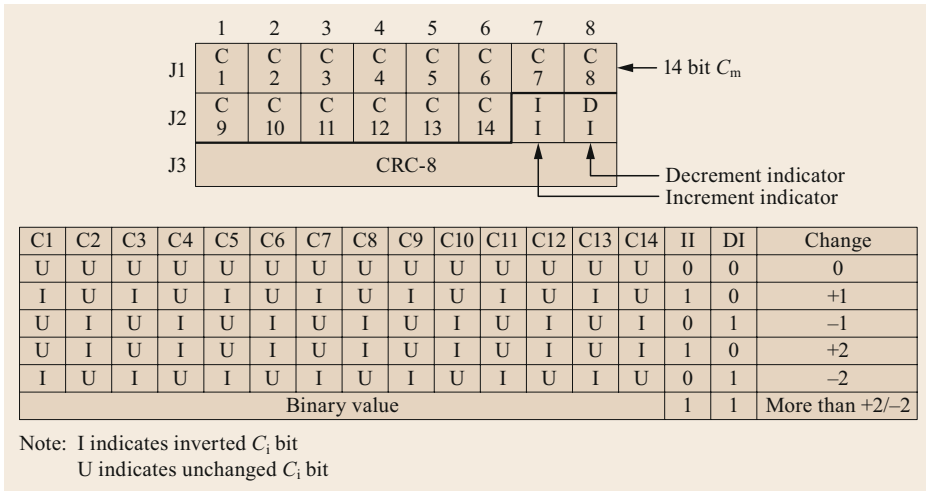 1 2 3 4 5 6 7 8
J1 C 1 C 2 C 3 C 4 C 5 C 6 C 7 C 8 14 bit Cm
J2 C 9 C 10 C 11 C 12 C 13 C 14 I I D I
J3 CRC-8
Decrement indicator
Increment indicator
C1 C2 C3 C4 C5 C6 C7 C8 C9 C10 C11 C12 C13 C14 II DI Change
U U U U U U U U U U U U U U 0 0 0
I U I U I U I U I U I U I U 1 0 +1
U I U I U I U I U I U I U I 0 1 –1
U I U I U I U I U I U I U I 1 0 +2
I U I U I U I U I U I U I U 0 1 –2
Binary value 1 1 More than +2/–2
Note: I indicates inverted Ci bit
U indicates unchanged Ci bit